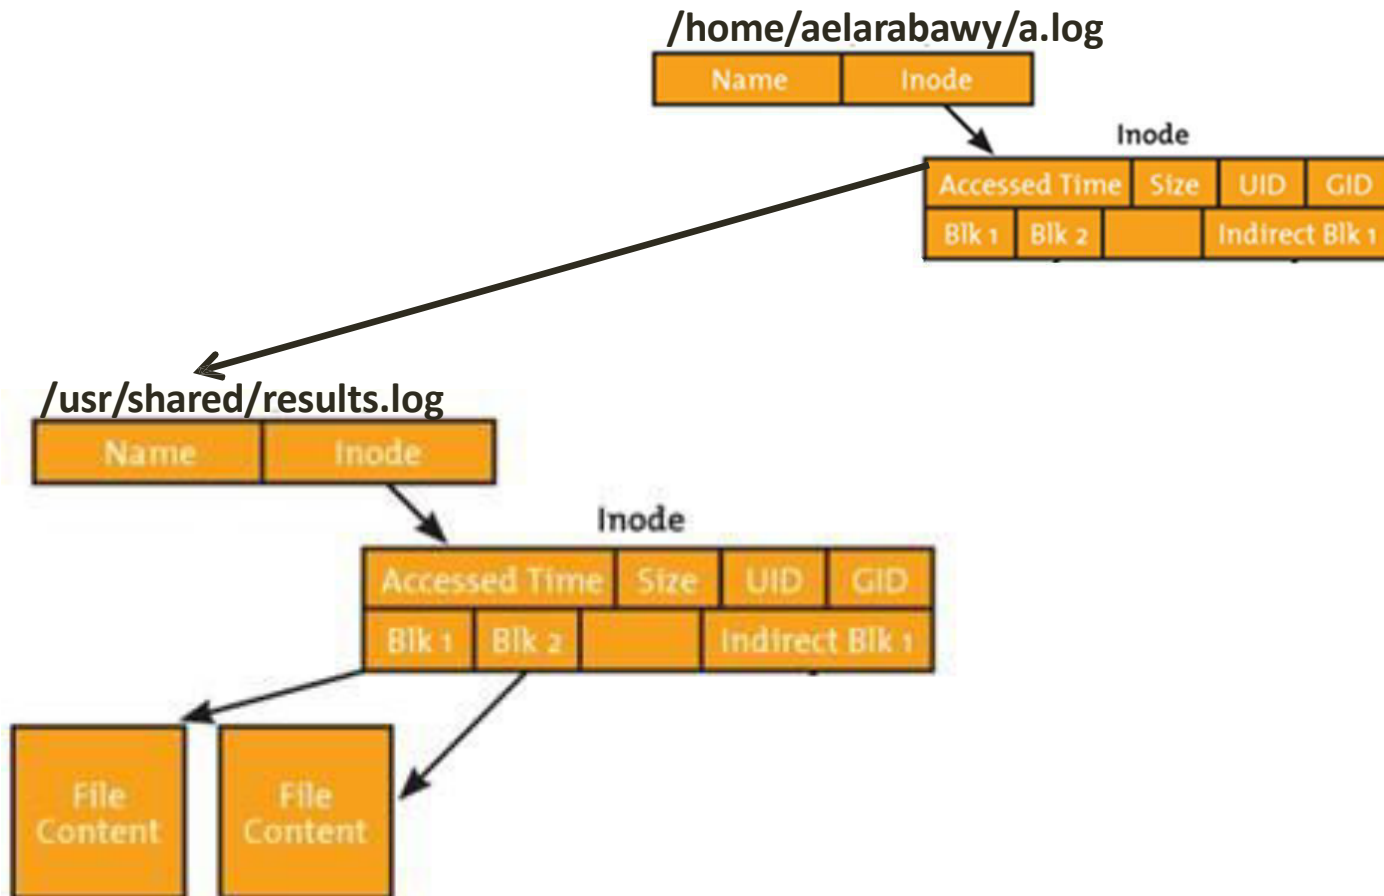 /home/aelarabawy/a.log
Name Inode
Inode
Accessed Time Size UID GID
Blk 1 Blk 2 Indirect Blk 1
/usr/shared/results.log
Name Inode
Inode
Accessed Time Size UID GID
Blk 1 Blk 2 Indirect Blk 1
File
Content
File
Content